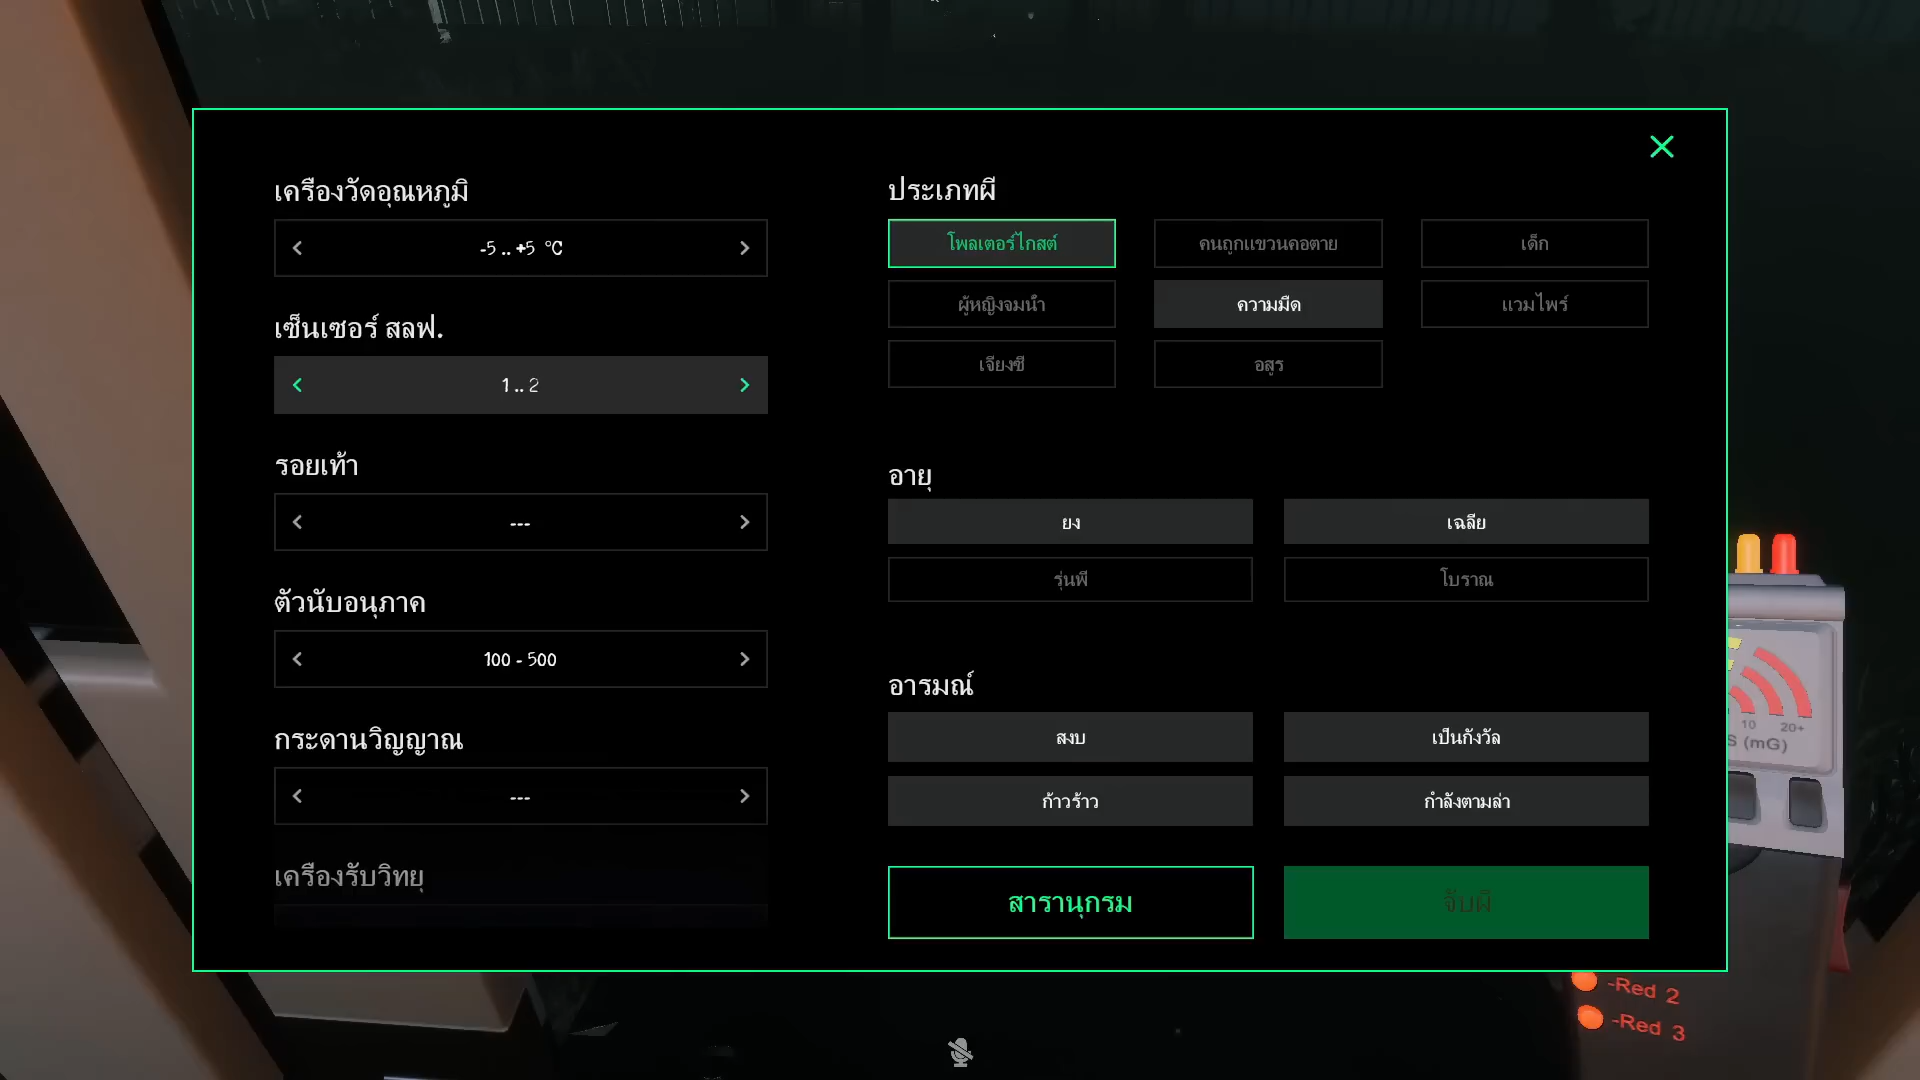 เครื่องวัดอุณหภูมิ
-5 .. +5 °C
เซ็นเซอร์ สลฟ.
1 .. 2
รอยเท้า
---
ตัวนับอนุภาค
100 - 500
กระดานวิญญาณ
---
เครื่องรับวิทยุ
ประเภทผี
โพลเตอร์ไกสต์
คนถูกแขวนคอตาย
เด็ก
ผู้หญิงจมน้ำ
ความมืด
แวมไพร์
เจียงซี
อสูร
อายุ
ยง
เฉลี่ย
รุ่นพี่
โบราณ
อารมณ์
สงบ
เป็นกังวัล
ก้าวร้าว
กำลังตามล่า
สารานุกรม
จับผี
10 20+
S (mG)
-Red 2
-Red 3